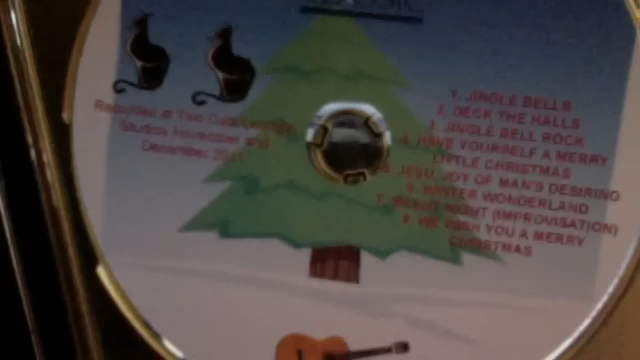 Recorded at Two Cats
Studios November and
December
1. JINGLE BELLS
2. DECK THE HALLS
3. JINGLE BELL ROCK
4. HAVE YOURSELF A MERRY
LITTLE CHRISTMAS
JESU, JOY OF MAN'S DESIRING
6. WINTER WONDERLAND
7. SILENT NIGHT (IMPROVISATION)
8. WE WISH YOU A MERRY
CHRISTMAS